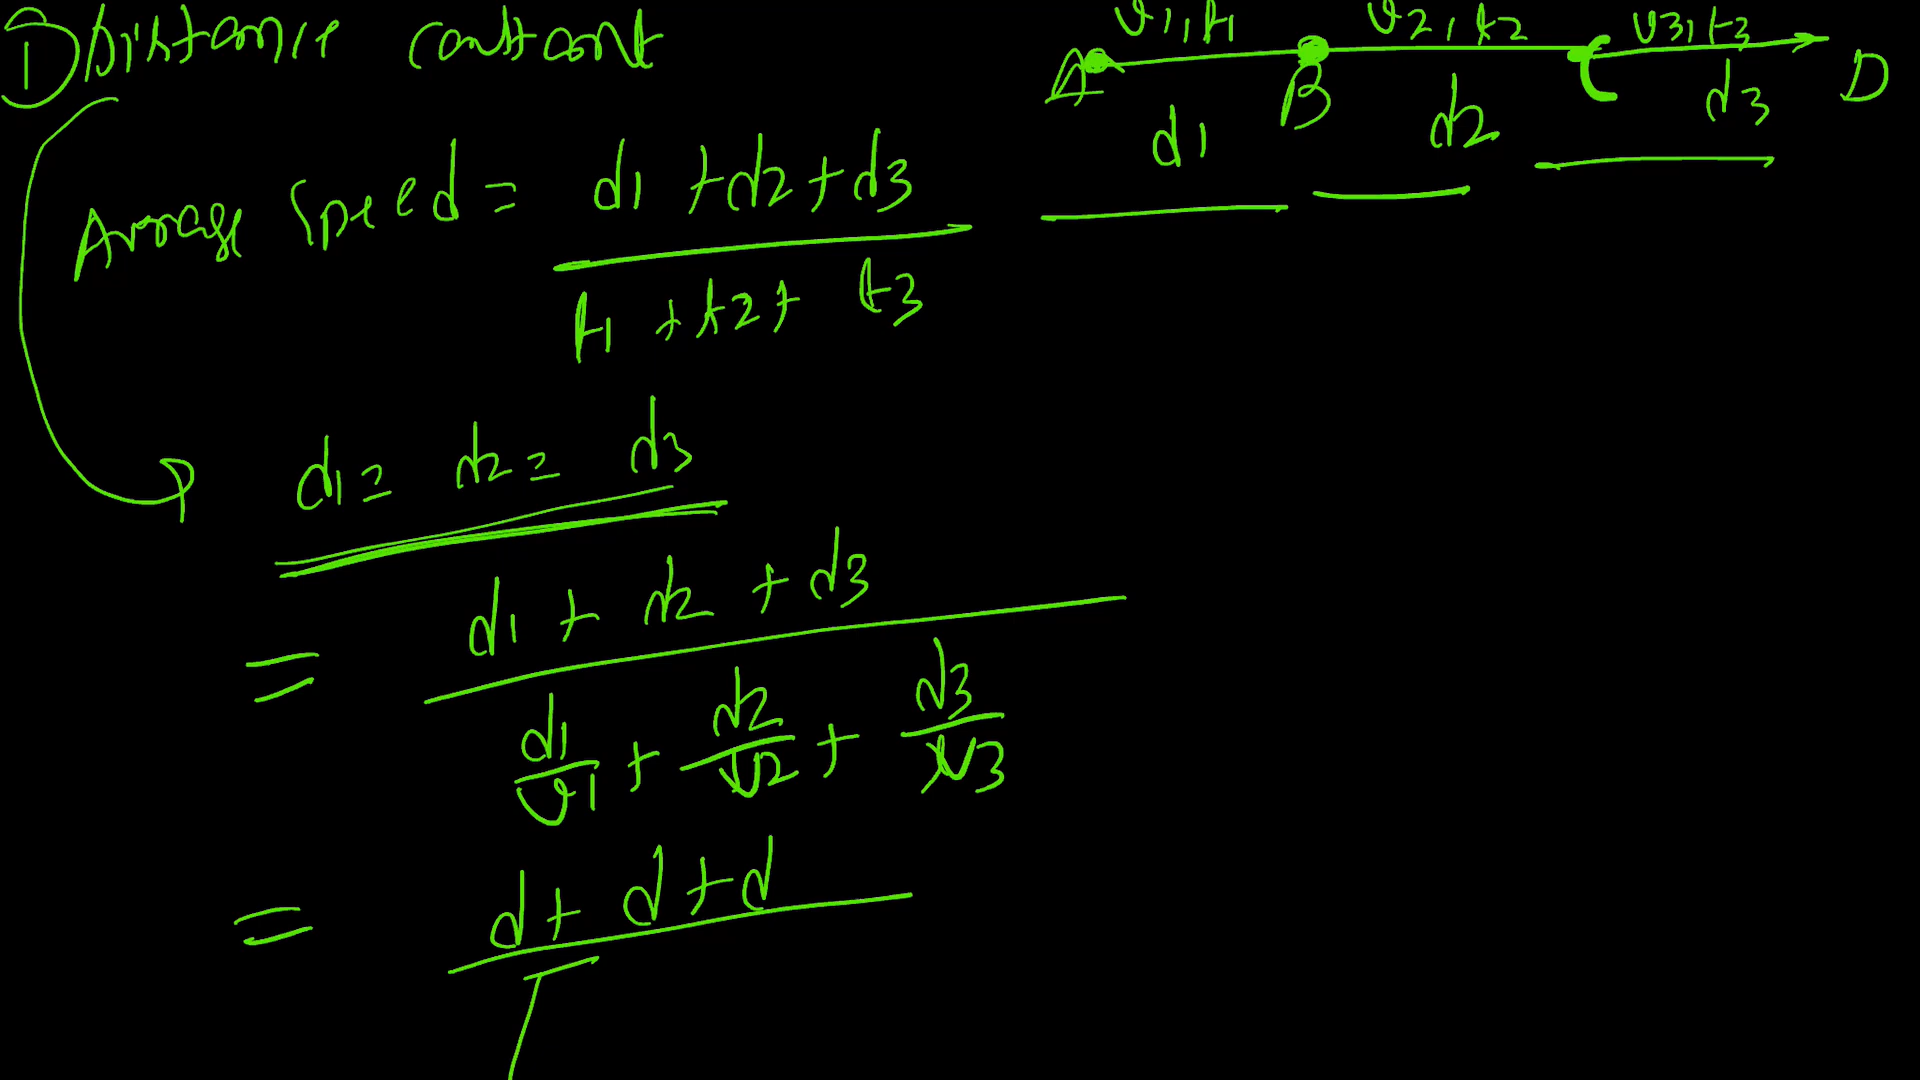 ① Distance constant
v1, t1 v2, t2 v3, t3
A B C D
d1 d2 d3
Average speed = d1 + d2 + d3
t1 + t2 + t3
d1 = d2 = d3
= d1 + d2 + d3
d1/v1 + d2/v2 + d3/v3
= d + d + d